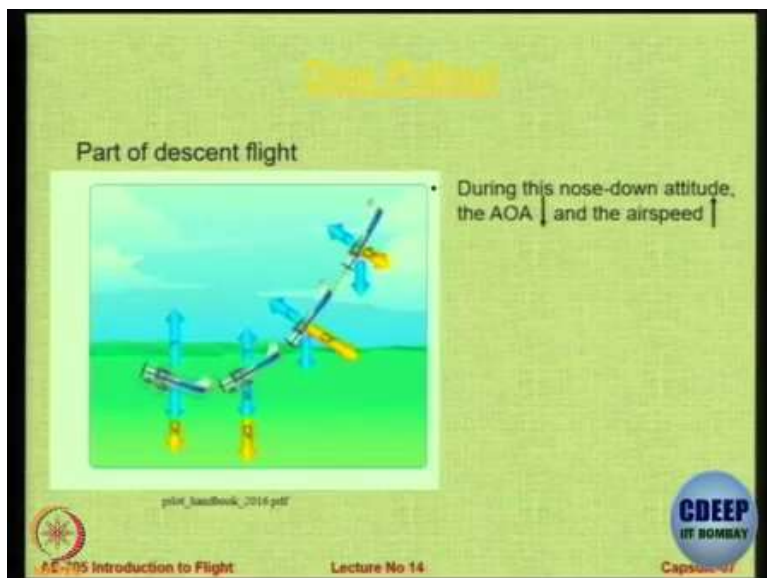 Part of descent flight
• During this nose-down attitude,
the AOA ↓ and the airspeed ↑
pilot_handbook_2016.pdf
CDEEP
IIT BOMBAY
Introduction to Flight
Lecture No 14